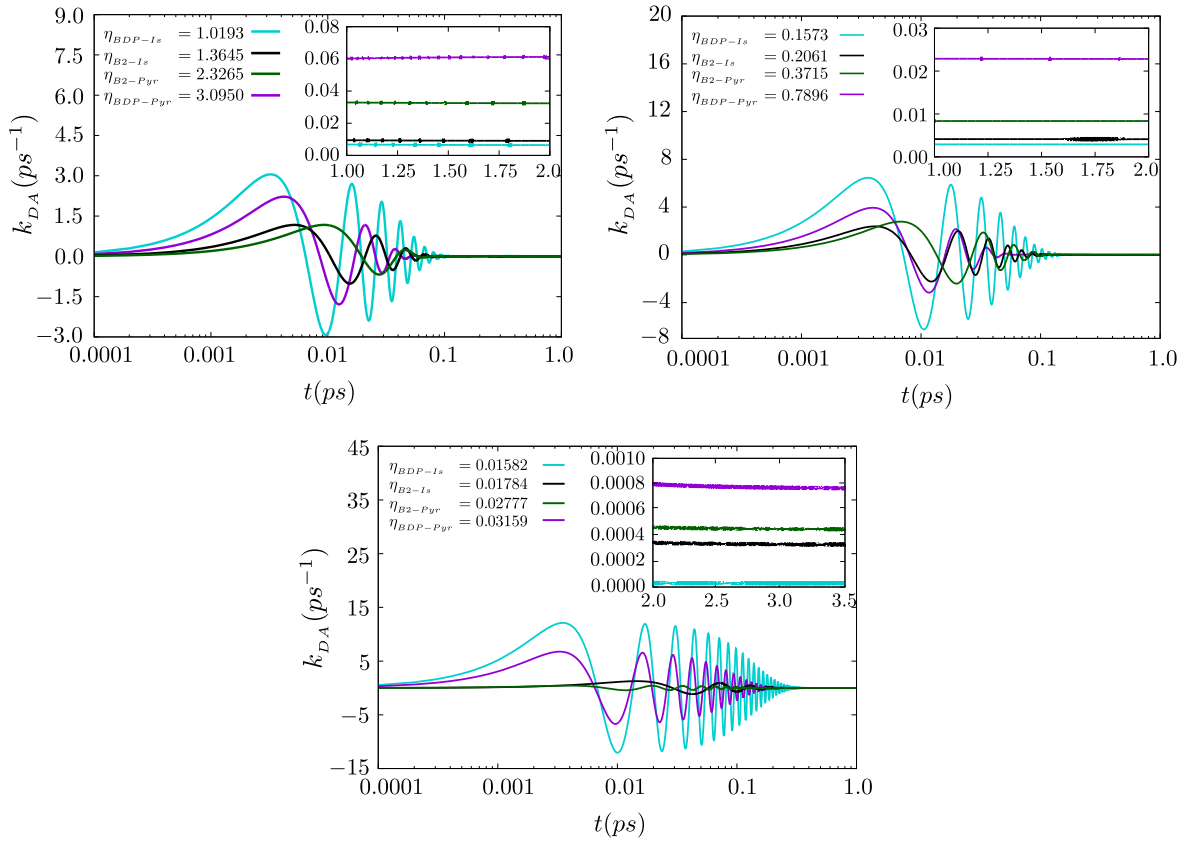 9.0
7.5
6.0
4.5
3.0
1.5
0.0
−1.5
−3.0
k_DA (ps⁻¹)
η_BDP−Is = 1.0193
η_B2−Is = 1.3645
η_B2−Pyr = 2.3265
η_BDP−Pyr = 3.0950
0.08
0.06
0.04
0.02
0.00
1.00 1.25 1.50 1.75 2.0
0.0001 0.001 0.01 0.1 1.0
t(ps)
20
16
12
8
4
0
−4
−8
k_DA (ps⁻¹)
η_BDP−Is = 0.1573
η_B2−Is = 0.2061
η_B2−Pyr = 0.3715
η_BDP−Pyr = 0.7896
0.03
0.02
0.01
0.00
1.00 1.25 1.50 1.75 2.0
0.0001 0.01 0.1 1.0
t(ps)
45
35
25
15
5
−5
−15
k_DA (ps⁻¹)
η_BDP−Is = 0.01582
η_B2−Is = 0.01784
η_B2−Pyr = 0.02777
η_BDP−Pyr = 0.03159
0.0010
0.0008
0.0006
0.0004
0.0002
0.0000
2.0 2.5 3.0 3.5
0.0001 0.01 0.1 1.0
t(ps)